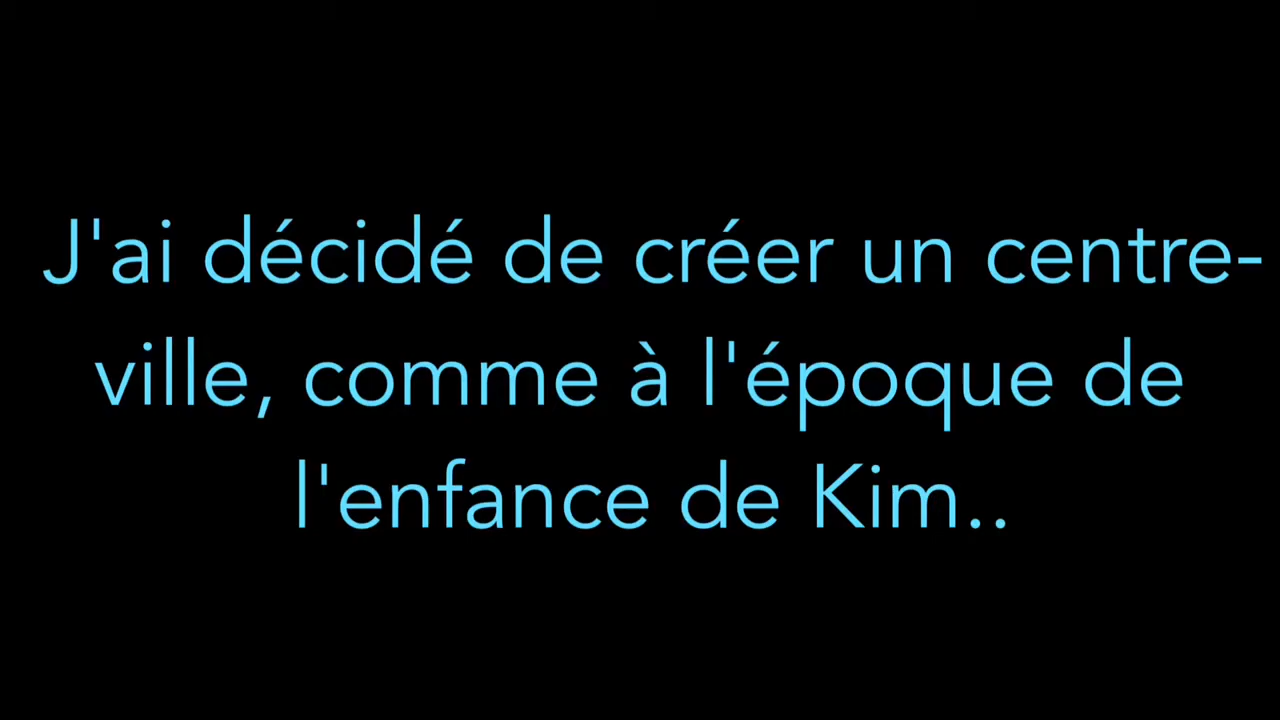 J'ai décidé de créer un centre-
ville, comme à l'époque de
l'enfance de Kim..